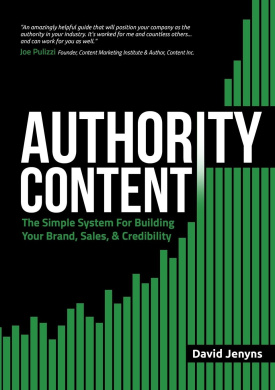 "An amazingly helpful guide that will position your company as the
authority in your industry. It's worked for me and countless others...
and can work for you as well."
Joe Pulizzi Founder, Content Marketing Institute & Author, Content Inc.
AUTHORITY
CONTENT
The Simple System For Building
Your Brand, Sales, & Credibility
David Jenyns